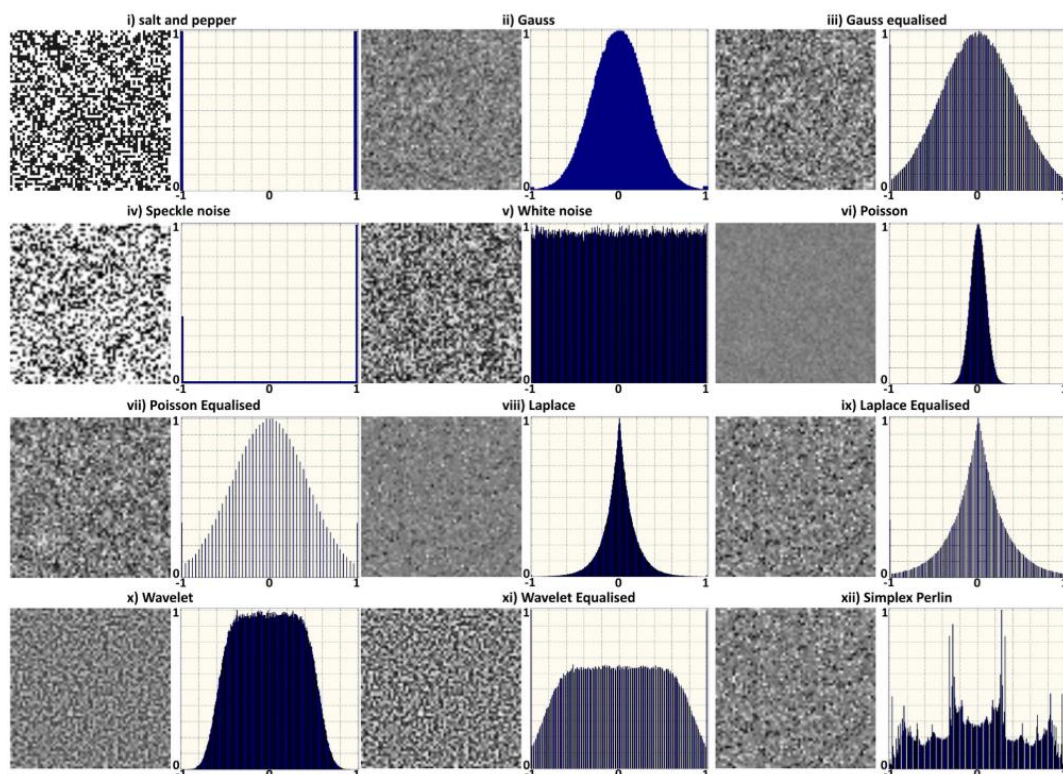 i) salt and pepper
ii) Gauss
iii) Gauss equalised
1 1 1
0 0 0
-1 0 1 -1 0 1 -1 0 1
iv) Speckle noise
v) White noise
vi) Poisson
1 1 1
0 0 0
-1 0 1 -1 0 1 -1 0 1
vii) Poisson Equalised
viii) Laplace
ix) Laplace Equalised
1 1 1
0 0 0
-1 0 1 -1 0 1 -1 0 1
x) Wavelet
xi) Wavelet Equalised
xii) Simplex Perlin
1 1 1
0 0 0
-1 0 1 -1 0 1 -1 0 1